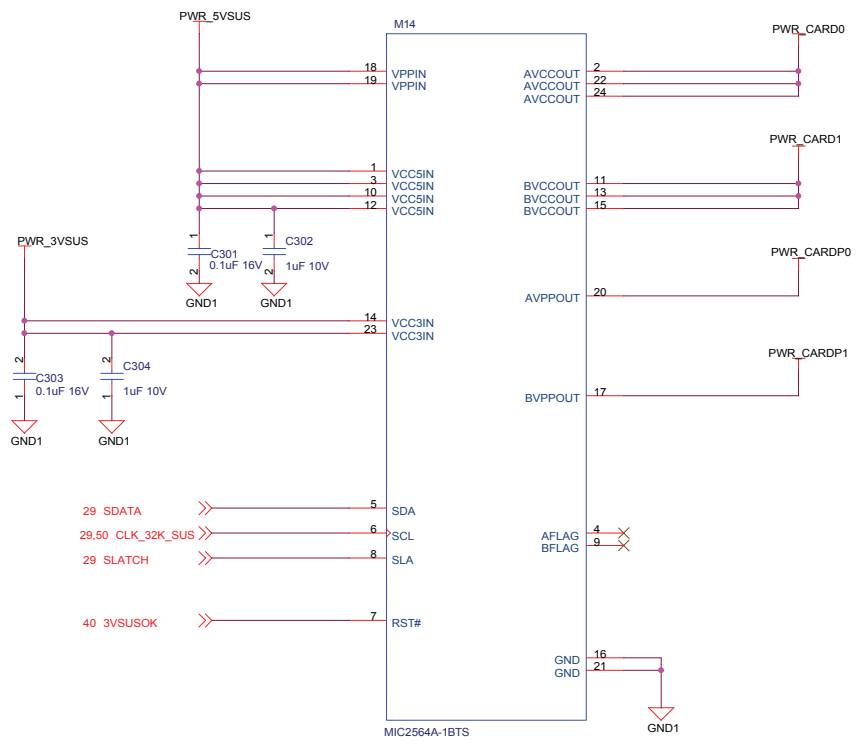 PWR_5VSUS
M14
PWR_CARD0
18 VPPIN
19 VPPIN
AVCCOUT 2
AVCCOUT 22
AVCCOUT 24
PWR_CARD1
1 VCC5IN
3 VCC5IN
10 VCC5IN
12 VCC5IN
BVCCOUT 11
BVCCOUT 13
BVCCOUT 15
1
C301
0.1uF 16V
2
GND1
1
C302
1uF 10V
2
GND1
PWR_3VSUS
PWR_CARDP0
AVPPOUT 20
14 VCC3IN
23 VCC3IN
PWR_CARDP1
2
C303
0.1uF 16V
1
GND1
2
C304
1uF 10V
1
GND1
BVPPOUT 17
29 SDATA 5 SDA
29,50 CLK_32K_SUS 6 SCL
29 SLATCH 8 SLA
AFLAG 4
BFLAG 9
40 3VSUSOK 7 RST#
GND 16
GND 21
GND1
MIC2564A-1BTS